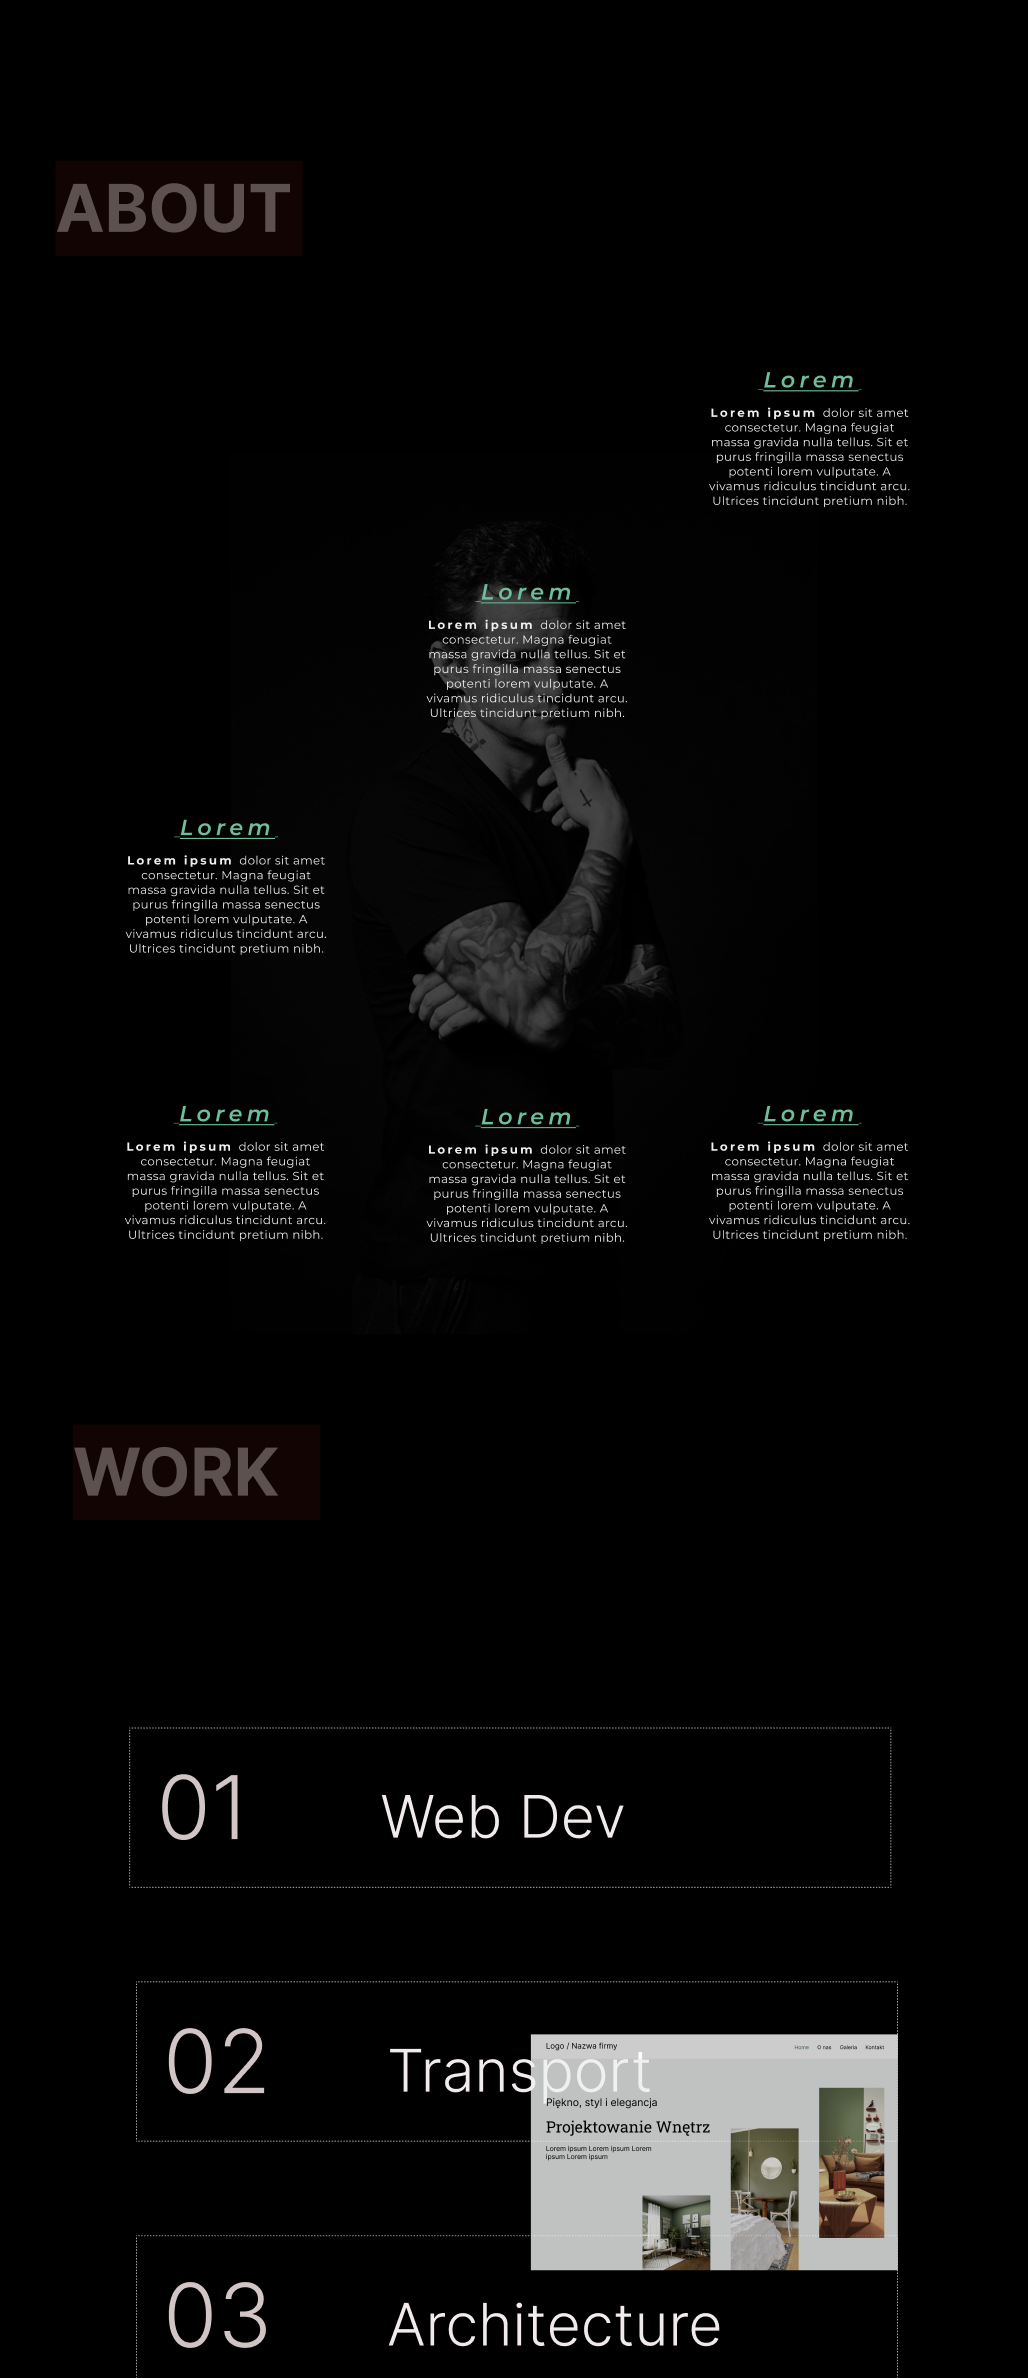 ABOUT
Lorem
Lorem ipsum dolor sit amet
consectetur. Magna feugiat
massa gravida nulla tellus. Sit et
purus fringilla massa senectus
potenti lorem vulputate. A
vivamus ridiculus tincidunt arcu.
Ultrices tincidunt pretium nibh.
Lorem
Lorem ipsum dolor sit amet
consectetur. Magna feugiat
massa gravida nulla tellus. Sit et
purus fringilla massa senectus
potenti lorem vulputate. A
vivamus ridiculus tincidunt arcu.
Ultrices tincidunt pretium nibh.
Lorem
Lorem ipsum dolor sit amet
consectetur. Magna feugiat
massa gravida nulla tellus. Sit et
purus fringilla massa senectus
potenti lorem vulputate. A
vivamus ridiculus tincidunt arcu.
Ultrices tincidunt pretium nibh.
Lorem
Lorem ipsum dolor sit amet
consectetur. Magna feugiat
massa gravida nulla tellus. Sit et
purus fringilla massa senectus
potenti lorem vulputate. A
vivamus ridiculus tincidunt arcu.
Ultrices tincidunt pretium nibh.
Lorem
Lorem ipsum dolor sit amet
consectetur. Magna feugiat
massa gravida nulla tellus. Sit et
purus fringilla massa senectus
potenti lorem vulputate. A
vivamus ridiculus tincidunt arcu.
Ultrices tincidunt pretium nibh.
Lorem
Lorem ipsum dolor sit amet
consectetur. Magna feugiat
massa gravida nulla tellus. Sit et
purus fringilla massa senectus
potenti lorem vulputate. A
vivamus ridiculus tincidunt arcu.
Ultrices tincidunt pretium nibh.
WORK
01 Web Dev
02 Transport
Logo / Nazwa firmy
Home O nas Galeria Kontakt
Piękno, styl i elegancja
Projektowanie Wnętrz
Lorem ipsum Lorem ipsum Lorem
ipsum Lorem ipsum
03 Architecture